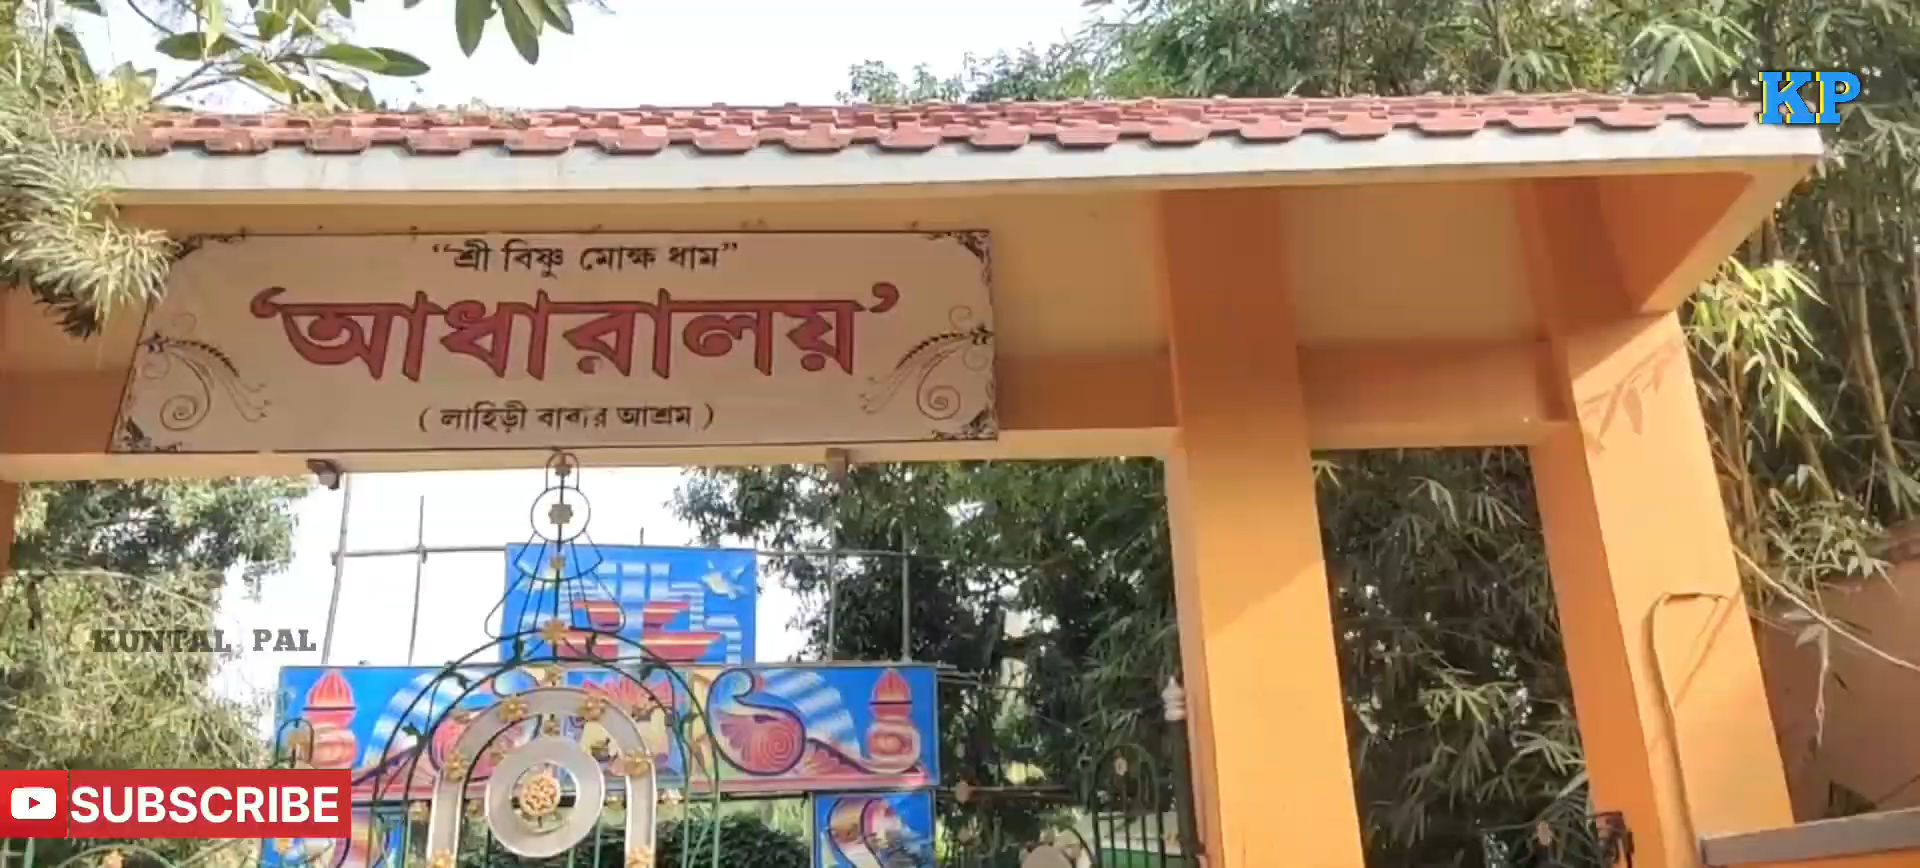 KP
“শ্রী বিষ্ণু মোক্ষ ধাম”
‘আধারালয়’
( লাহিড়ী বাবার আশ্রম )
KUNTAL PAL
SUBSCRIBE